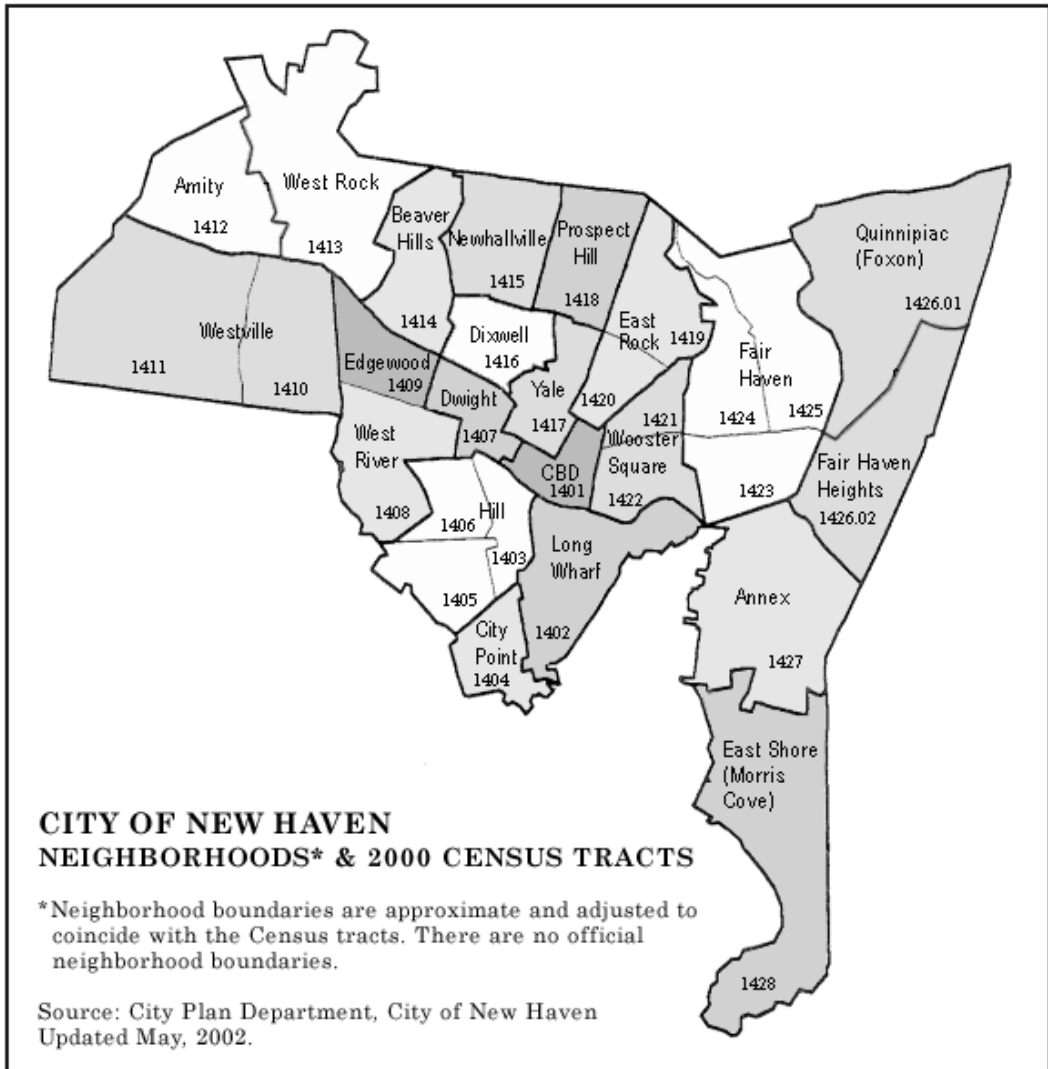 Amity
1412
West Rock
1413
Beaver
Hills
1414
Newhallville
1415
Prospect
Hill
1418
Quinnipiac
(Foxon)
1426.01
Westville
1411
1410
Edgewood
1409
Dixwell
1416
East
Rock
1419
1420
Fair
Haven
1424
1425
1423
Dwight
1407
Yale
1417
1421
Wooster
Square
1422
CBD
1401
West
River
1408
Hill
1406
1403
1405
Fair Haven
Heights
1426.02
Long
Wharf
1402
City
Point
1404
Annex
1427
East Shore
(Morris
Cove)
1428
CITY OF NEW HAVEN
NEIGHBORHOODS* & 2000 CENSUS TRACTS
*Neighborhood boundaries are approximate and adjusted to
coincide with the Census tracts. There are no official
neighborhood boundaries.
Source: City Plan Department, City of New Haven
Updated May, 2002.